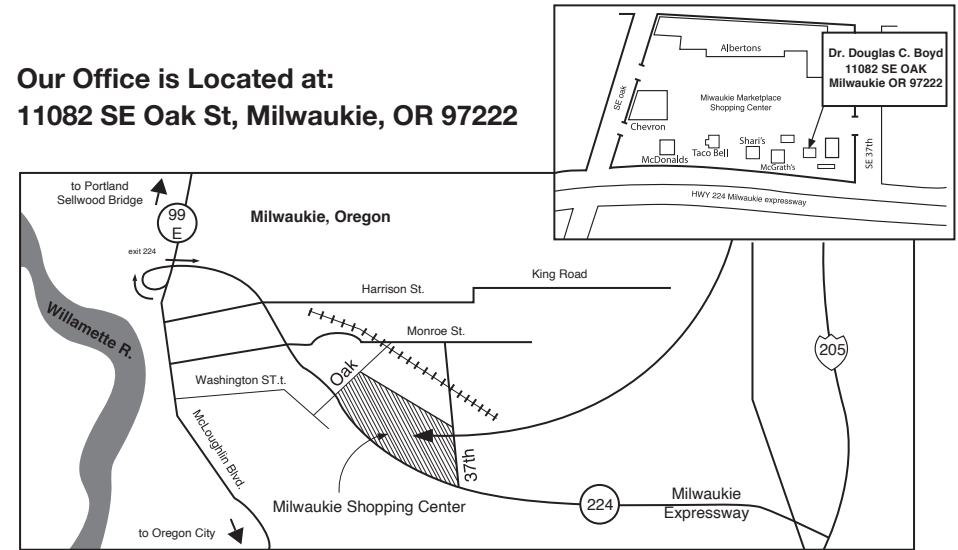 Our Office is Located at:
11082 SE Oak St, Milwaukie, OR 97222
Albertons
Dr. Douglas C. Boyd
11082 SE OAK
Milwaukie OR 97222
SE oak
Miwaukie Marketplace
Shopping Center
Chevron
McDonalds
Taco Bell
Shari's
McGrath's
SE 37th
HWY 224 Milwaukie expressway
to Portland
Sellwood Bridge
99
E
Milwaukie, Oregon
exit 224
King Road
Harrison St.
Willamette R.
Monroe St.
205
Oak
Washington ST.t.
McLoughlin Blvd.
37th
Milwaukie Shopping Center
224
Milwaukie
Expressway
to Oregon City